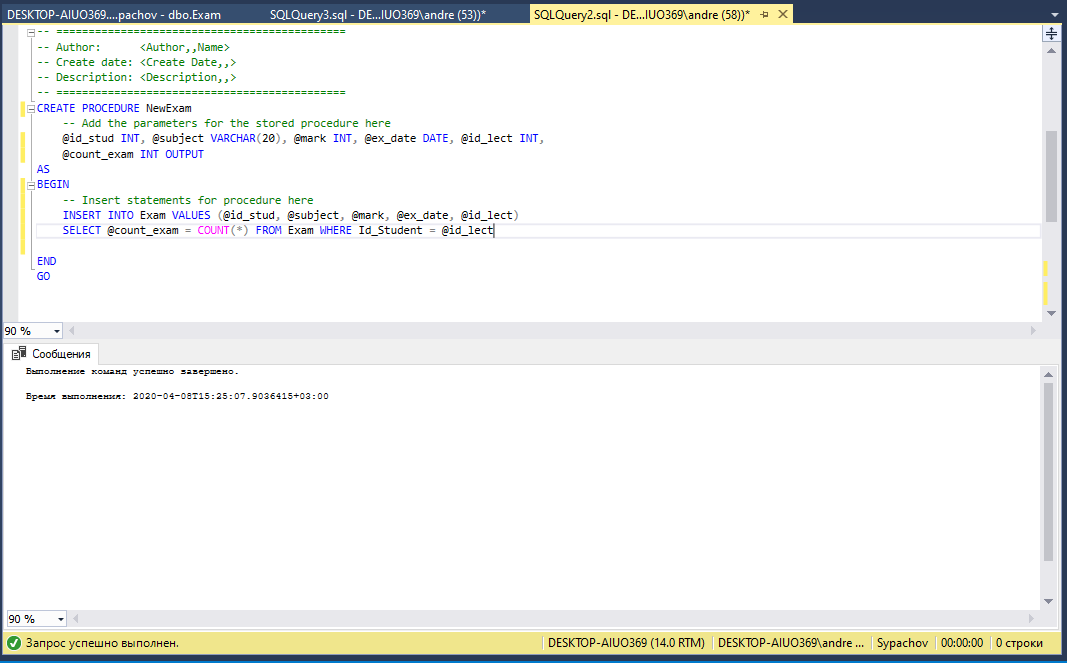 DESKTOP-AIUO369....pachov - dbo.Exam SQLQuery3.sql - DE...IUO369\andre (53))* SQLQuery2.sql - DE...IUO369\andre (58))*
-- =============================================
-- Author:      <Author,,Name>
-- Create date: <Create Date,,>
-- Description: <Description,,>
-- =============================================
CREATE PROCEDURE NewExam
    -- Add the parameters for the stored procedure here
    @id_stud INT, @subject VARCHAR(20), @mark INT, @ex_date DATE, @id_lect INT,
    @count_exam INT OUTPUT
AS
BEGIN
    -- Insert statements for procedure here
    INSERT INTO Exam VALUES (@id_stud, @subject, @mark, @ex_date, @id_lect)
    SELECT @count_exam = COUNT(*) FROM Exam WHERE Id_Student = @id_lect
END
GO
90 %
Сообщения
Выполнение команд успешно завершено.
Время выполнения: 2020-04-08T15:25:07.9036415+03:00
90 %
Запрос успешно выполнен. DESKTOP-AIUO369 (14.0 RTM) DESKTOP-AIUO369\andre ... Sypachov 00:00:00 0 строки